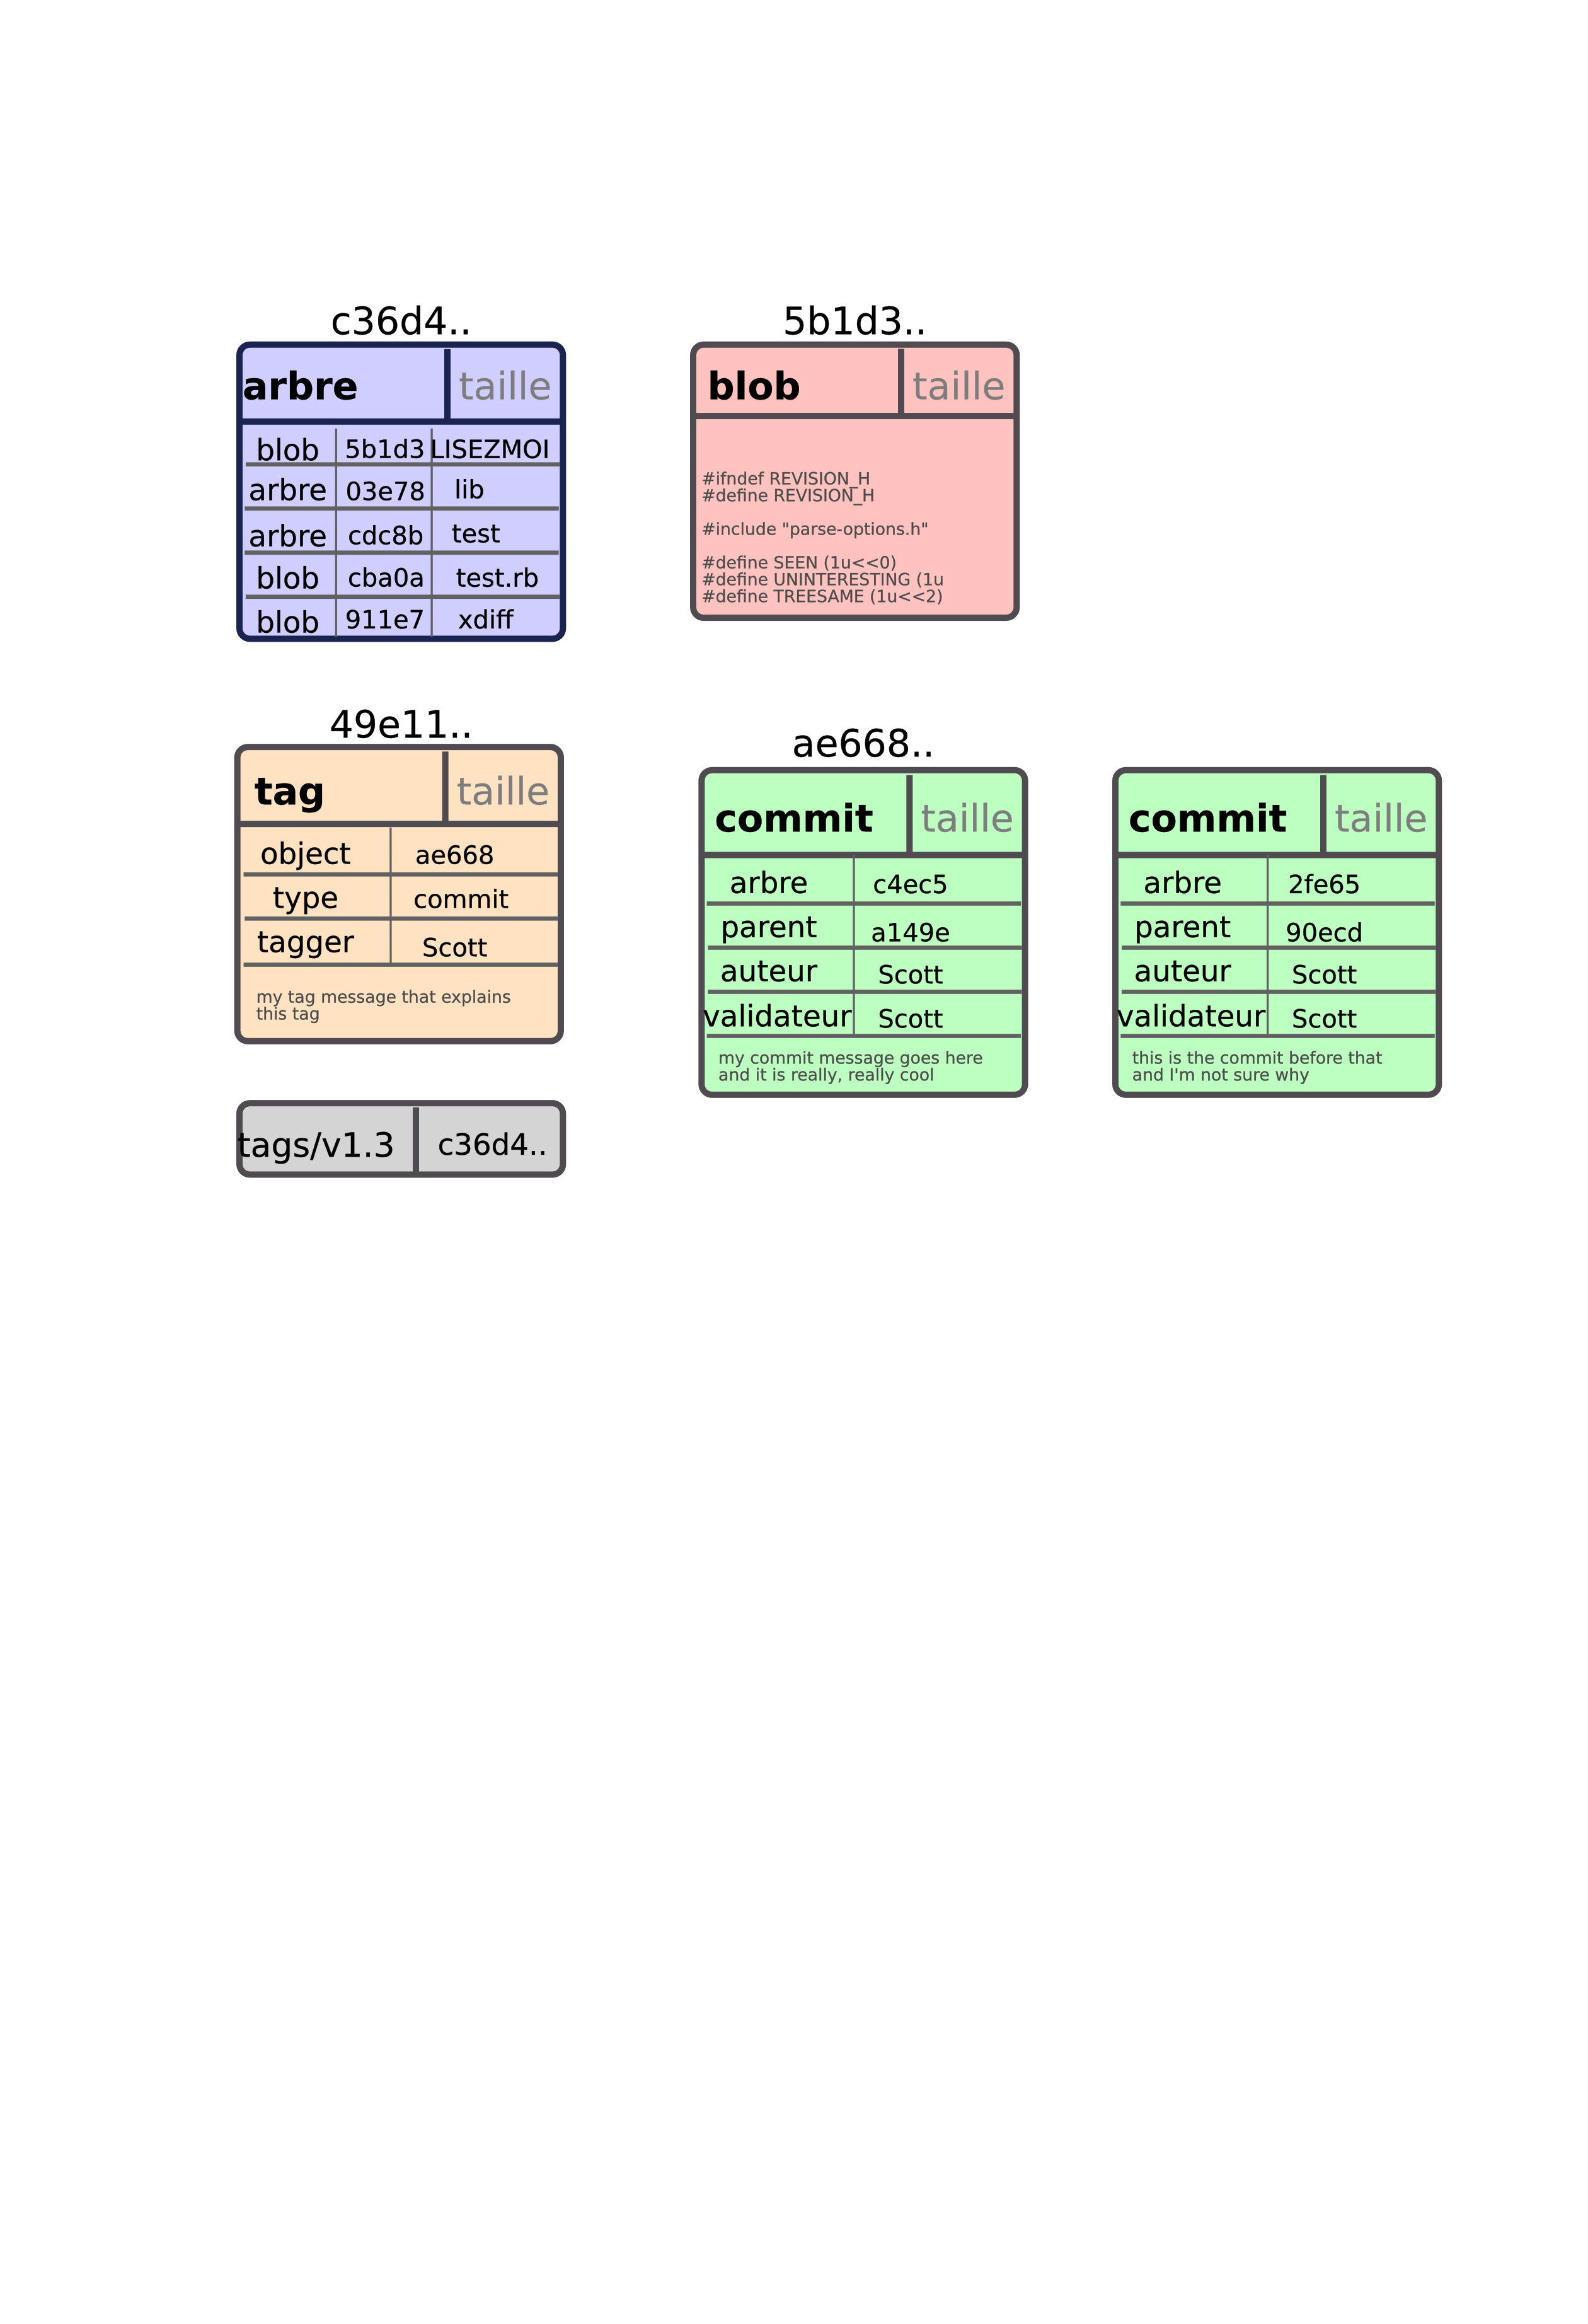 c36d4..
arbre taille
blob 5b1d3 LISEZMOI
arbre 03e78 lib
arbre cdc8b test
blob cba0a test.rb
blob 911e7 xdiff
5b1d3..
blob taille
#ifndef REVISION_H
#define REVISION_H
#include "parse-options.h"
#define SEEN (1u<<0)
#define UNINTERESTING (1u
#define TREESAME (1u<<2)
49e11..
tag taille
object ae668
type commit
tagger Scott
my tag message that explains
this tag
ae668..
commit taille
arbre c4ec5
parent a149e
auteur Scott
validateur Scott
my commit message goes here
and it is really, really cool
commit taille
arbre 2fe65
parent 90ecd
auteur Scott
validateur Scott
this is the commit before that
and I'm not sure why
tags/v1.3 c36d4..